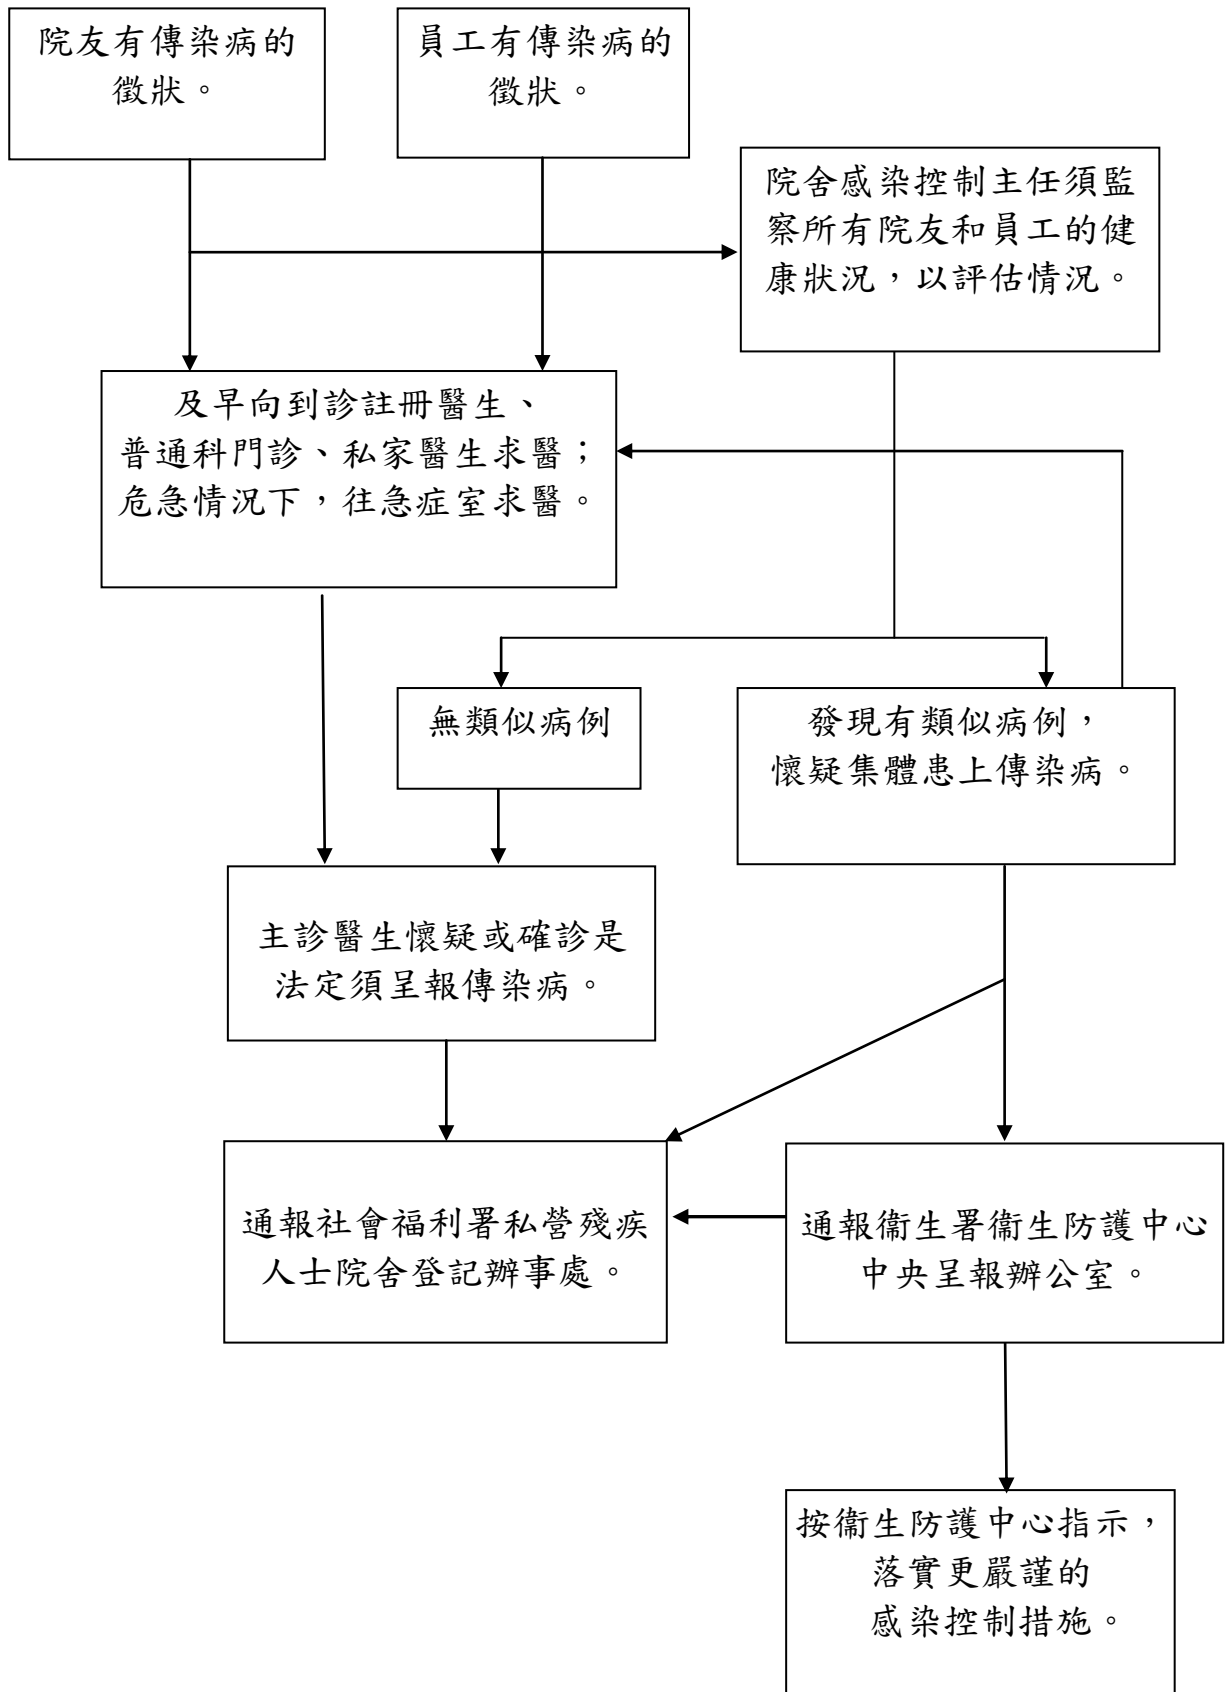 院友有傳染病的
徵狀。
員工有傳染病的
徵狀。
院舍感染控制主任須監
察所有院友和員工的健
康狀況，以評估情況。
及早向到診註冊醫生、
普通科門診、私家醫生求醫；
危急情況下，往急症室求醫。
無類似病例
發現有類似病例，
懷疑集體患上傳染病。
主診醫生懷疑或確診是
法定須呈報傳染病。
通報社會福利署私營殘疾
人士院舍登記辦事處。
通報衞生署衞生防護中心
中央呈報辦公室。
按衞生防護中心指示，
落實更嚴謹的
感染控制措施。